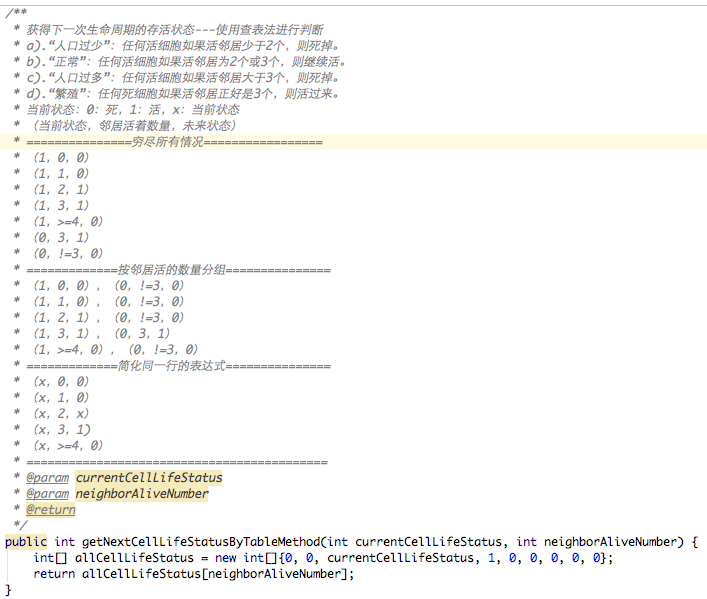 /**
 * 获得下一次生命周期的存活状态---使用查表法进行判断
 * a).“人口过少”：任何活细胞如果活邻居少于2个，则死掉。
 * b).“正常”：任何活细胞如果活邻居为2个或3个，则继续活。
 * c).“人口过多”：任何活细胞如果活邻居大于3个，则死掉。
 * d).“繁殖”：任何死细胞如果活邻居正好是3个，则活过来。
 * 当前状态：0：死，1：活，x：当前状态
 * （当前状态，邻居活着数量，未来状态）
 * ===============穷尽所有情况=================
 * （1，0，0）
 * （1，1，0）
 * （1，2，1）
 * （1，3，1）
 * （1，>=4，0）
 * （0，3，1）
 * （0，!=3，0）
 * =============按邻居活的数量分组===============
 * （1，0，0），（0，!=3，0）
 * （1，1，0），（0，!=3，0）
 * （1，2，1），（0，!=3，0）
 * （1，3，1），（0，3，1）
 * （1，>=4，0），（0，!=3，0）
 * =============简化同一行的表达式===============
 * （x，0，0）
 * （x，1，0）
 * （x，2，x）
 * （x，3，1)
 * （x，>=4，0）
 * ===========================================
 * @param currentCellLifeStatus
 * @param neighborAliveNumber
 * @return
 */
public int getNextCellLifeStatusByTableMethod(int currentCellLifeStatus, int neighborAliveNumber) {
    int[] allCellLifeStatus = new int[]{0, 0, currentCellLifeStatus, 1, 0, 0, 0, 0, 0};
    return allCellLifeStatus[neighborAliveNumber];
}